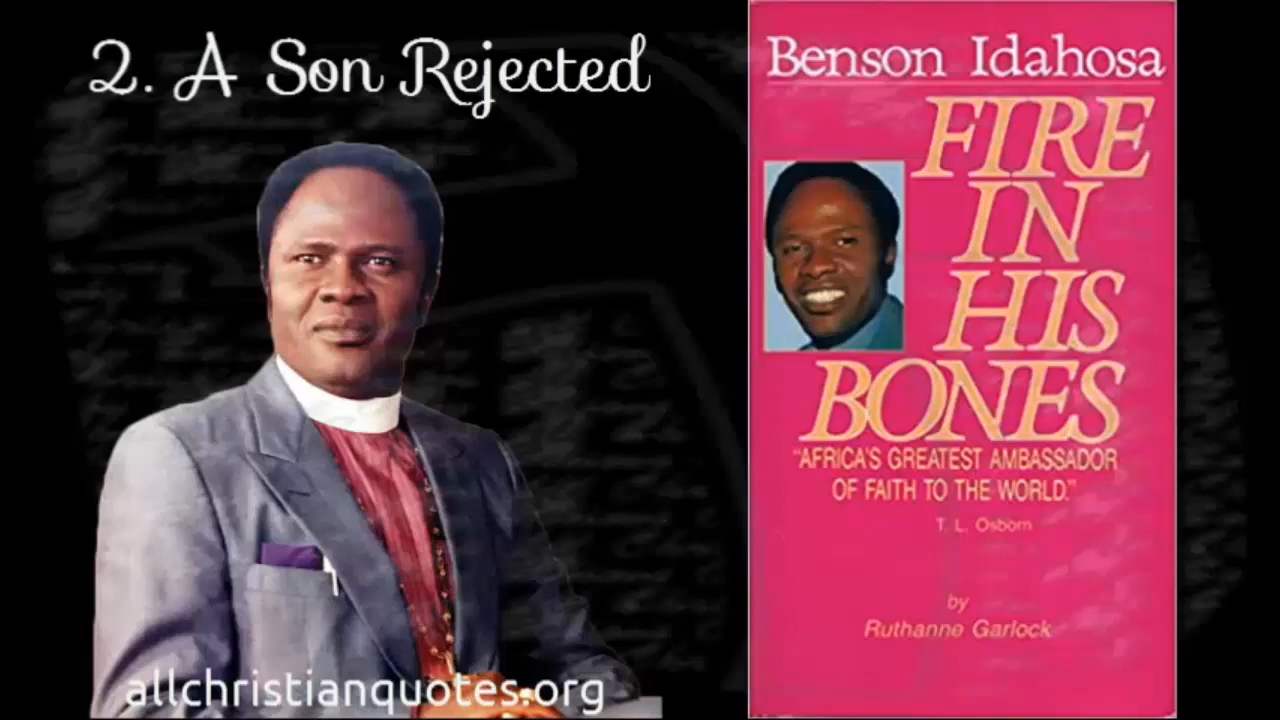 2. A Son Rejected
allchristianquotes.org
Benson Idahosa
FIRE
IN
HIS
BONES
"AFRICA'S GREATEST AMBASSADOR
OF FAITH TO THE WORLD."
T. L. Osborn
by
Ruthanne Garlock